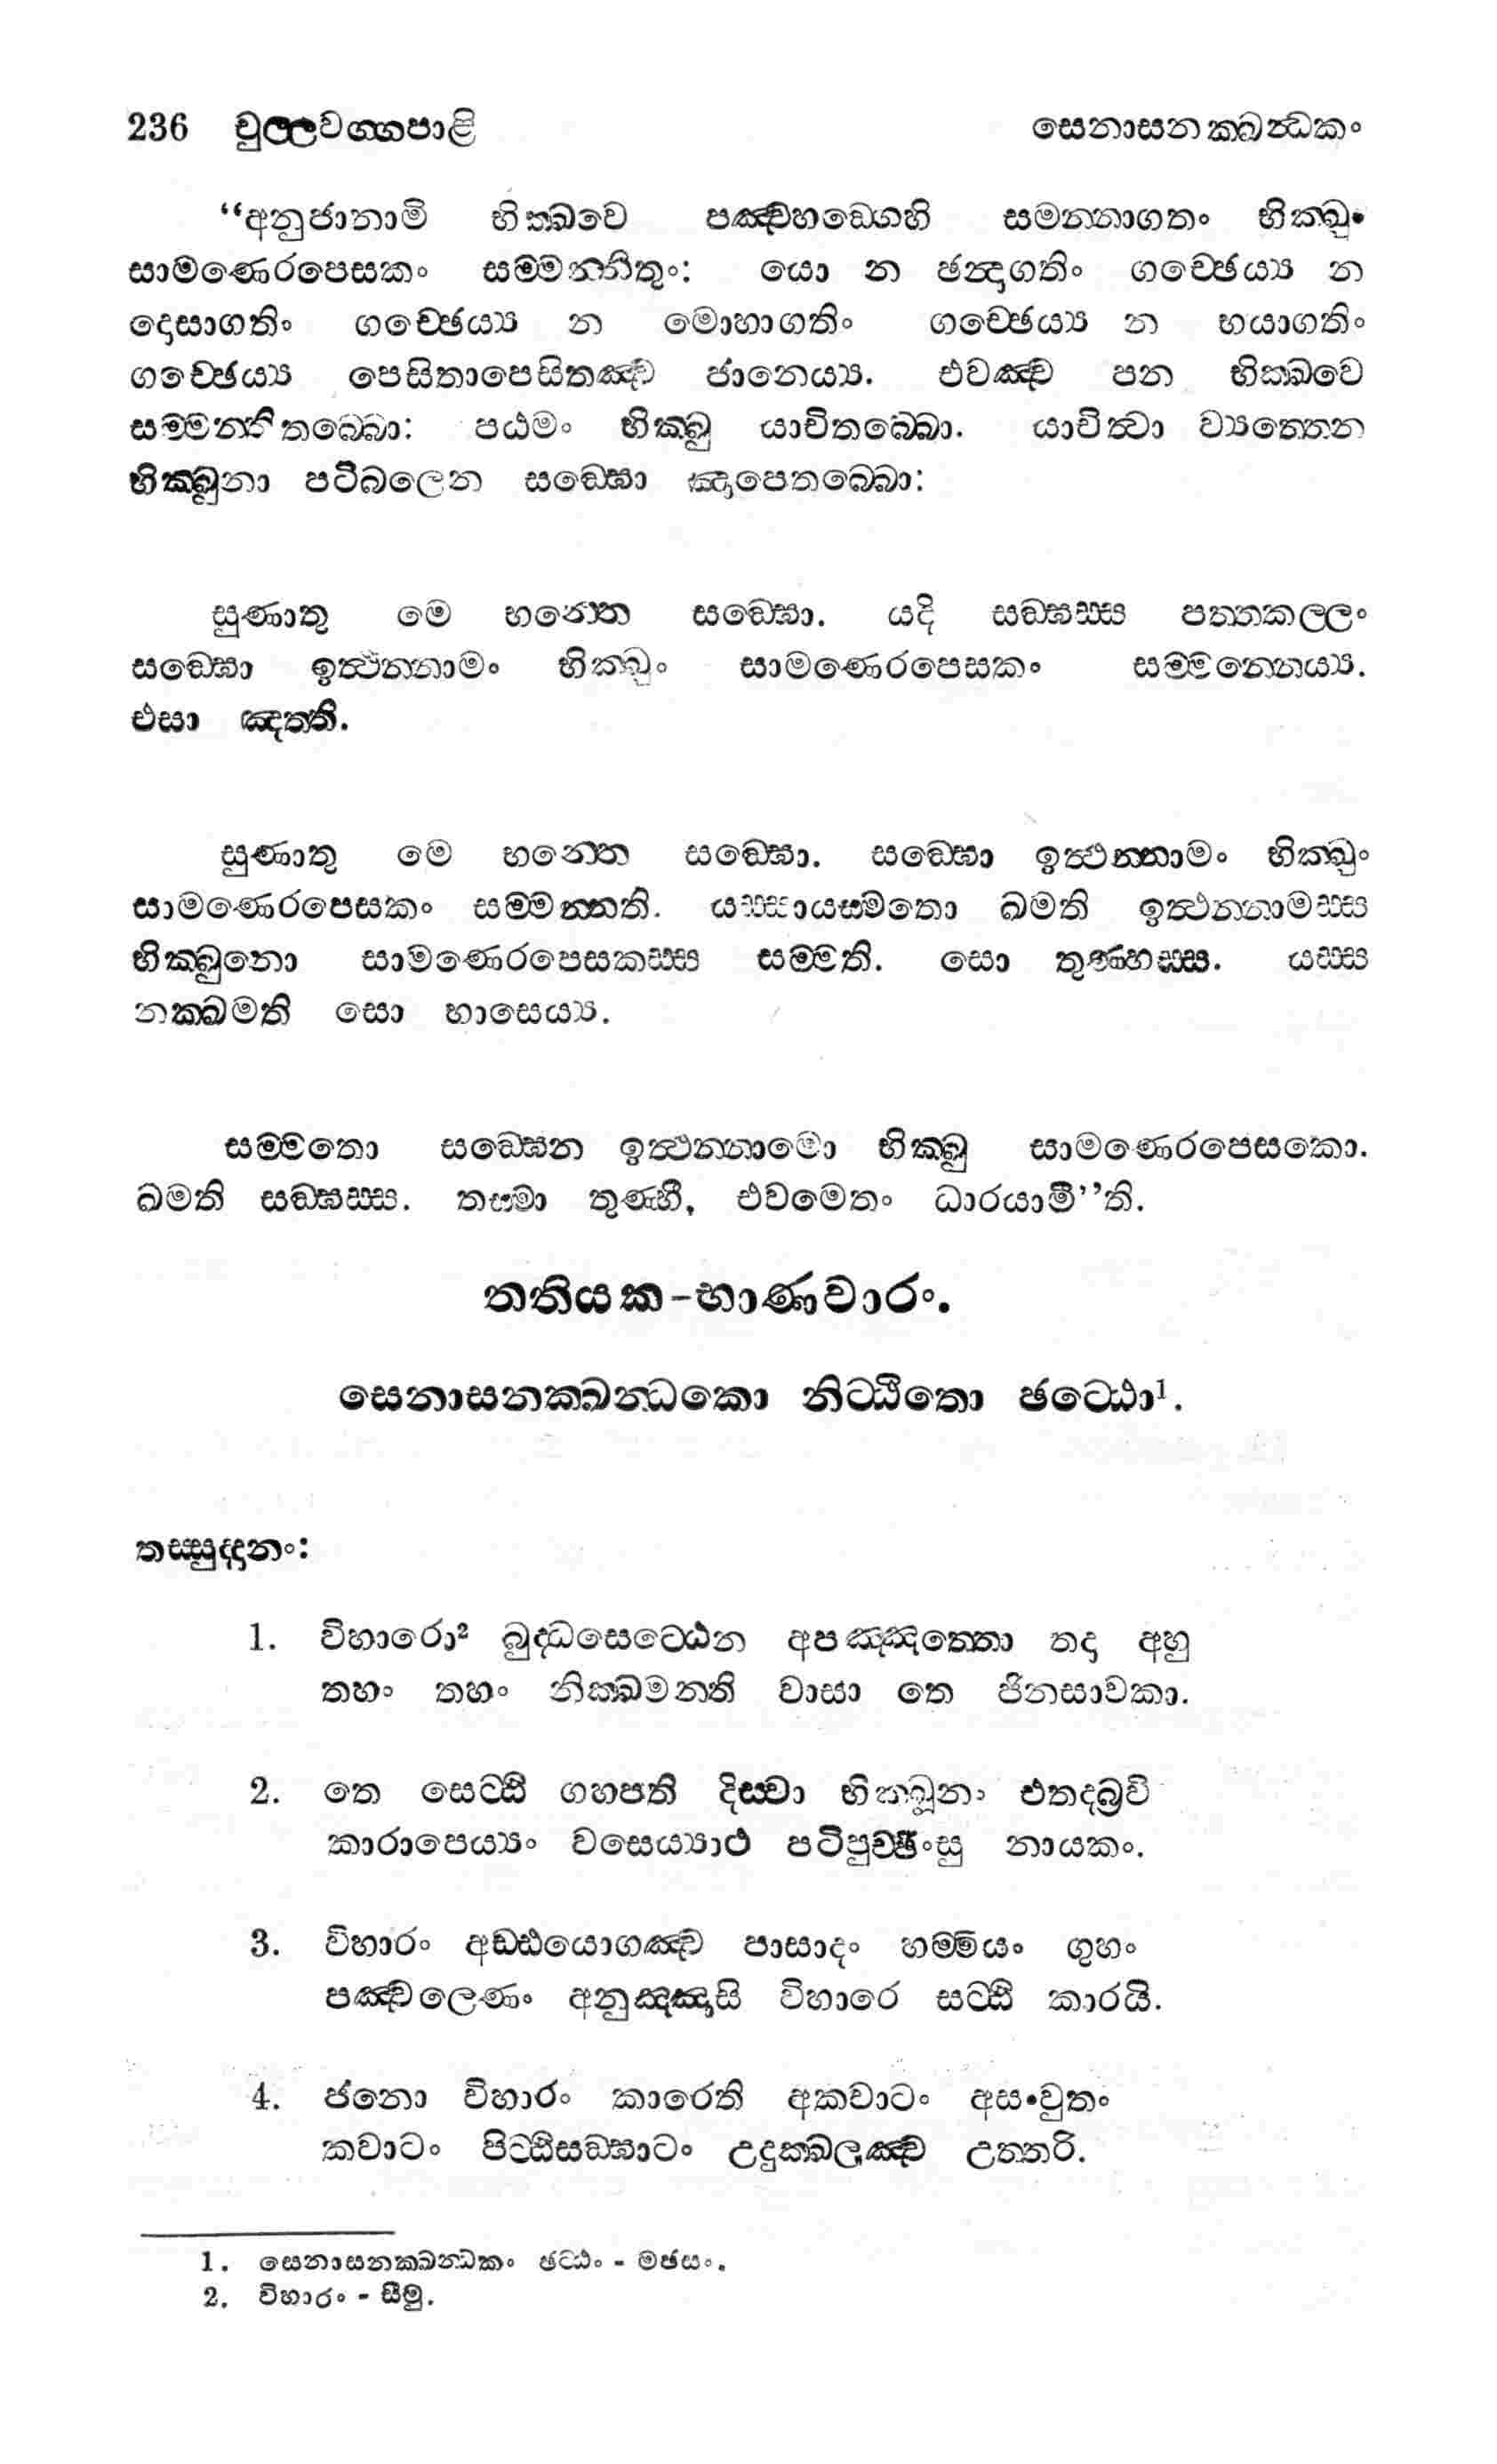 236 චුල්ලවග්ගපාළි සෙනාසනක්ඛන්ධකං
“අනුජානාමි භික්ඛවෙ පඤ්චහඞ්ගෙහි සමන්නාගතං භික්ඛුං
සාමණෙරපෙසකං සම්මන්නිතුං: යො න ඡන්දාගතිං ගච්ඡෙය්‍ය න
දොසාගතිං ගච්ඡෙය්‍ය න මොහාගතිං ගච්ඡෙය්‍ය න භයාගතිං
ගච්ඡෙය්‍ය පෙසිතාපෙසිතඤ්ච ජානෙය්‍ය. එවඤ්ච පන භික්ඛවෙ
සම්මන්නිතබ්බො: පඨමං භික්ඛු යාචිතබ්බො. යාචිත්වා ව්‍යත්තෙන
භික්ඛුනා පටිබලෙන සඞ්ඝො ඤාපෙතබ්බො:
සුණාතු මෙ භන්තෙ සඞ්ඝො. යදි සඞ්ඝස්ස පත්තකල්ලං
සඞ්ඝො ඉත්ථන්නාමං භික්ඛුං සාමණෙරපෙසකං සම්මන්නෙය්‍ය.
එසා ඤත්ති.
සුණාතු මෙ භන්තෙ සඞ්ඝො. සඞ්ඝො ඉත්ථන්නාමං භික්ඛුං
සාමණෙරපෙසකං සම්මන්නති. යස්සායස්මතො ඛමති ඉත්ථන්නාමස්ස
භික්ඛුනො සාමණෙරපෙසකස්ස සම්මති. සො තුණ්හස්ස. යස්ස
නක්ඛමති සො භාසෙය්‍ය.
සම්මතො සඞ්ඝෙන ඉත්ථන්නාමො භික්ඛු සාමණෙරපෙසකො.
ඛමති සඞ්ඝස්ස. තස්මා තුණ්හී, එවමෙතං ධාරයාමී”ති.
තතියක-භාණවාරං.
සෙනාසනක්ඛන්ධකො නිට්ඨිතො ඡට්ඨො¹.
තස්සුද්දානං:
1. විහාරො² බුද්ධසෙට්ඨෙන අපඤ්ඤත්තො තදා අහු
තහං තහං නික්ඛමන්ති වාසා තෙ ජිනසාවකා.
2. තෙ සෙට්ඨි ගහපති දිස්වා භික්ඛූනං එතදබ්‍රවි
කාරාපෙය්‍යං වසෙය්‍යාථ පටිපුච්ඡිංසු නායකං.
3. විහාරං අඩ්ඪයොගඤ්ච පාසාදං හම්මියං ගුහං
පඤ්චලෙණං අනුඤ්ඤාසි විහාරෙ සට්ඨි කාරයි.
4. ජනො විහාරං කාරෙති අකවාටං අසංවුතං
කවාටං පිට්ඨිසඞ්ඝාටං උදුක්ඛලඤ්ච උත්තරි.
1. සෙනාසනක්ඛන්ධකං ඡට්ඨං - මඡසං.
2. විහාරං - සීමු.